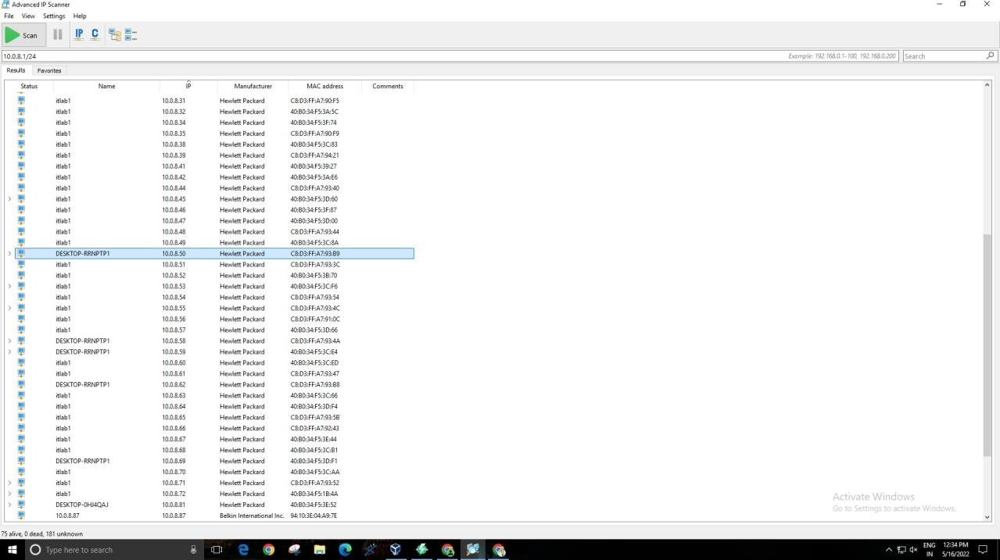 Advanced IP Scanner
File View Settings Help
Scan IP C
10.0.8.1/24 Example: 192.168.0.1-100, 192.168.0.200 Search
Results Favorites
Status Name IP Manufacturer MAC address Comments
itlab1 10.0.8.31 Hewlett Packard C8:D3:FF:A7:90:F5
itlab1 10.0.8.32 Hewlett Packard 40:B0:34:F5:3A:5C
itlab1 10.0.8.34 Hewlett Packard 40:B0:34:F5:3F:74
itlab1 10.0.8.35 Hewlett Packard C8:D3:FF:A7:90:F9
itlab1 10.0.8.38 Hewlett Packard 40:B0:34:F5:3C:83
itlab1 10.0.8.39 Hewlett Packard C8:D3:FF:A7:94:21
itlab1 10.0.8.41 Hewlett Packard 40:B0:34:F5:39:27
itlab1 10.0.8.42 Hewlett Packard 40:B0:34:F5:3A:E6
itlab1 10.0.8.44 Hewlett Packard C8:D3:FF:A7:93:40
itlab1 10.0.8.45 Hewlett Packard 40:B0:34:F5:3D:60
itlab1 10.0.8.46 Hewlett Packard 40:B0:34:F5:3F:87
itlab1 10.0.8.47 Hewlett Packard 40:B0:34:F5:3D:00
itlab1 10.0.8.48 Hewlett Packard C8:D3:FF:A7:93:44
itlab1 10.0.8.49 Hewlett Packard 40:B0:34:F5:3C:8A
DESKTOP-RRNPTP1 10.0.8.50 Hewlett Packard C8:D3:FF:A7:93:B9
itlab1 10.0.8.51 Hewlett Packard C8:D3:FF:A7:93:3C
itlab1 10.0.8.52 Hewlett Packard 40:B0:34:F5:3B:70
itlab1 10.0.8.53 Hewlett Packard 40:B0:34:F5:3C:F6
itlab1 10.0.8.54 Hewlett Packard C8:D3:FF:A7:93:54
itlab1 10.0.8.55 Hewlett Packard C8:D3:FF:A7:93:4C
itlab1 10.0.8.56 Hewlett Packard C8:D3:FF:A7:91:0C
itlab1 10.0.8.57 Hewlett Packard 40:B0:34:F5:3D:66
DESKTOP-RRNPTP1 10.0.8.58 Hewlett Packard C8:D3:FF:A7:93:4A
DESKTOP-RRNPTP1 10.0.8.59 Hewlett Packard 40:B0:34:F5:3C:E4
itlab1 10.0.8.60 Hewlett Packard 40:B0:34:F5:3C:ED
itlab1 10.0.8.61 Hewlett Packard C8:D3:FF:A7:93:47
DESKTOP-RRNPTP1 10.0.8.62 Hewlett Packard C8:D3:FF:A7:93:B8
itlab1 10.0.8.63 Hewlett Packard 40:B0:34:F5:3C:66
itlab1 10.0.8.64 Hewlett Packard 40:B0:34:F5:3D:F4
itlab1 10.0.8.65 Hewlett Packard C8:D3:FF:A7:93:5B
itlab1 10.0.8.66 Hewlett Packard C8:D3:FF:A7:92:43
itlab1 10.0.8.67 Hewlett Packard 40:B0:34:F5:3E:44
itlab1 10.0.8.68 Hewlett Packard 40:B0:34:F5:3C:B1
DESKTOP-RRNPTP1 10.0.8.69 Hewlett Packard 40:B0:34:F5:3D:F1
itlab1 10.0.8.70 Hewlett Packard 40:B0:34:F5:3C:AA
itlab1 10.0.8.71 Hewlett Packard C8:D3:FF:A7:93:52
itlab1 10.0.8.72 Hewlett Packard 40:B0:34:F5:1B:4A
DESKTOP-0HJ4QAJ 10.0.8.81 Hewlett Packard 40:B0:34:F5:3E:52
10.0.8.87 10.0.8.87 Belkin International Inc. 94:10:3E:04:A9:7E
Activate Windows
Go to Settings to activate Windows.
75 alive, 0 dead, 181 unknown
Type here to search
ENG 12:34 PM
IN 5/16/2022